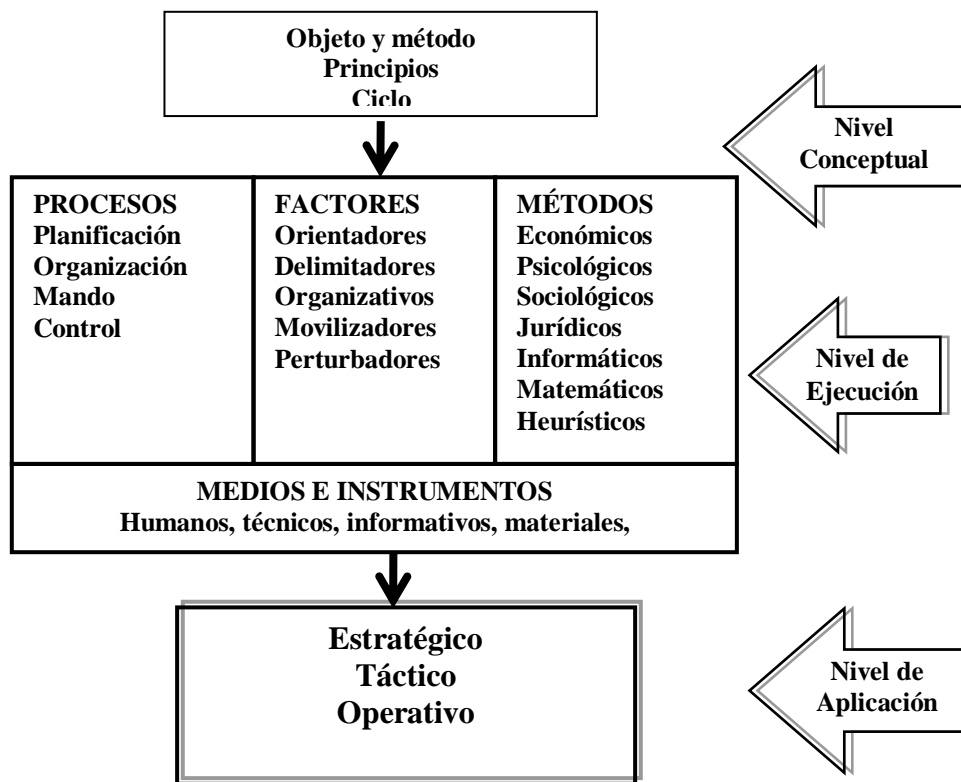 Objeto y método
Principios
Ciclo
Nivel
Conceptual
PROCESOS
Planificación
Organización
Mando
Control
FACTORES
Orientadores
Delimitadores
Organizativos
Movilizadores
Perturbadores
MÉTODOS
Económicos
Psicológicos
Sociológicos
Jurídicos
Informáticos
Matemáticos
Heurísticos
Nivel de
Ejecución
MEDIOS E INSTRUMENTOS
Humanos, técnicos, informativos, materiales,
Estratégico
Táctico
Operativo
Nivel de
Aplicación